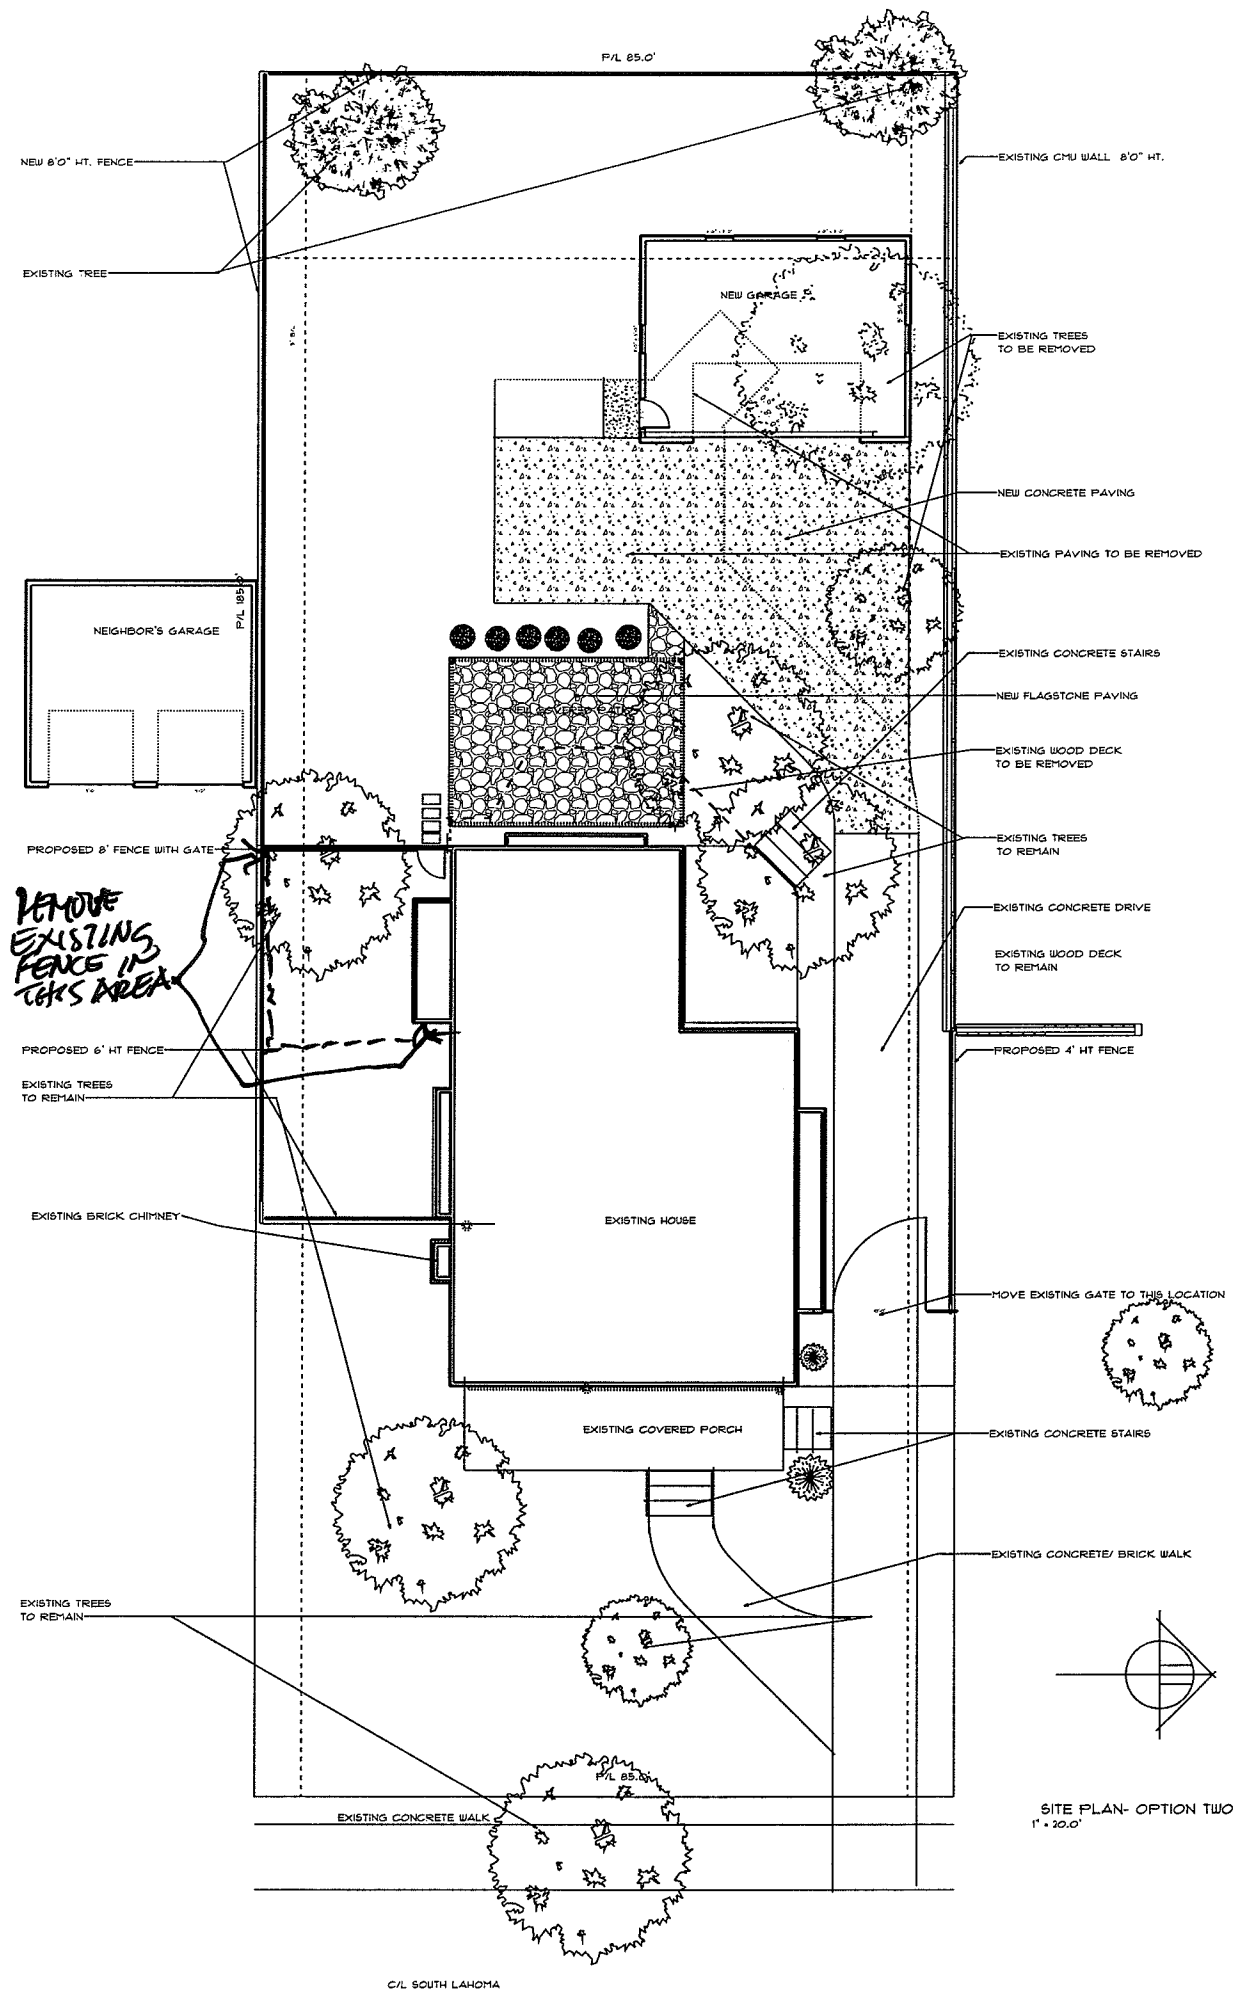 P/L 85.0'
NEW 8'0" HT. FENCE
EXISTING CMU WALL 8'0" HT.
EXISTING TREE
NEW GARAGE
EXISTING TREES
TO BE REMOVED
NEW CONCRETE PAVING
EXISTING PAVING TO BE REMOVED
P/L 185.0'
NEIGHBOR'S GARAGE
EXISTING CONCRETE STAIRS
NEW FLAGSTONE PAVING
EXISTING WOOD DECK
TO BE REMOVED
EXISTING TREES
TO REMAIN
PROPOSED 8' FENCE WITH GATE
REMOVE
EXISTING
FENCE IN
THIS AREA
EXISTING CONCRETE DRIVE
EXISTING WOOD DECK
TO REMAIN
PROPOSED 6' HT FENCE
PROPOSED 4' HT FENCE
EXISTING TREES
TO REMAIN
EXISTING BRICK CHIMNEY
EXISTING HOUSE
MOVE EXISTING GATE TO THIS LOCATION
EXISTING COVERED PORCH
EXISTING CONCRETE STAIRS
EXISTING CONCRETE/ BRICK WALK
EXISTING TREES
TO REMAIN
P/L 85.0'
EXISTING CONCRETE WALK
SITE PLAN- OPTION TWO
1" = 20.0'
C/L SOUTH LAHOMA